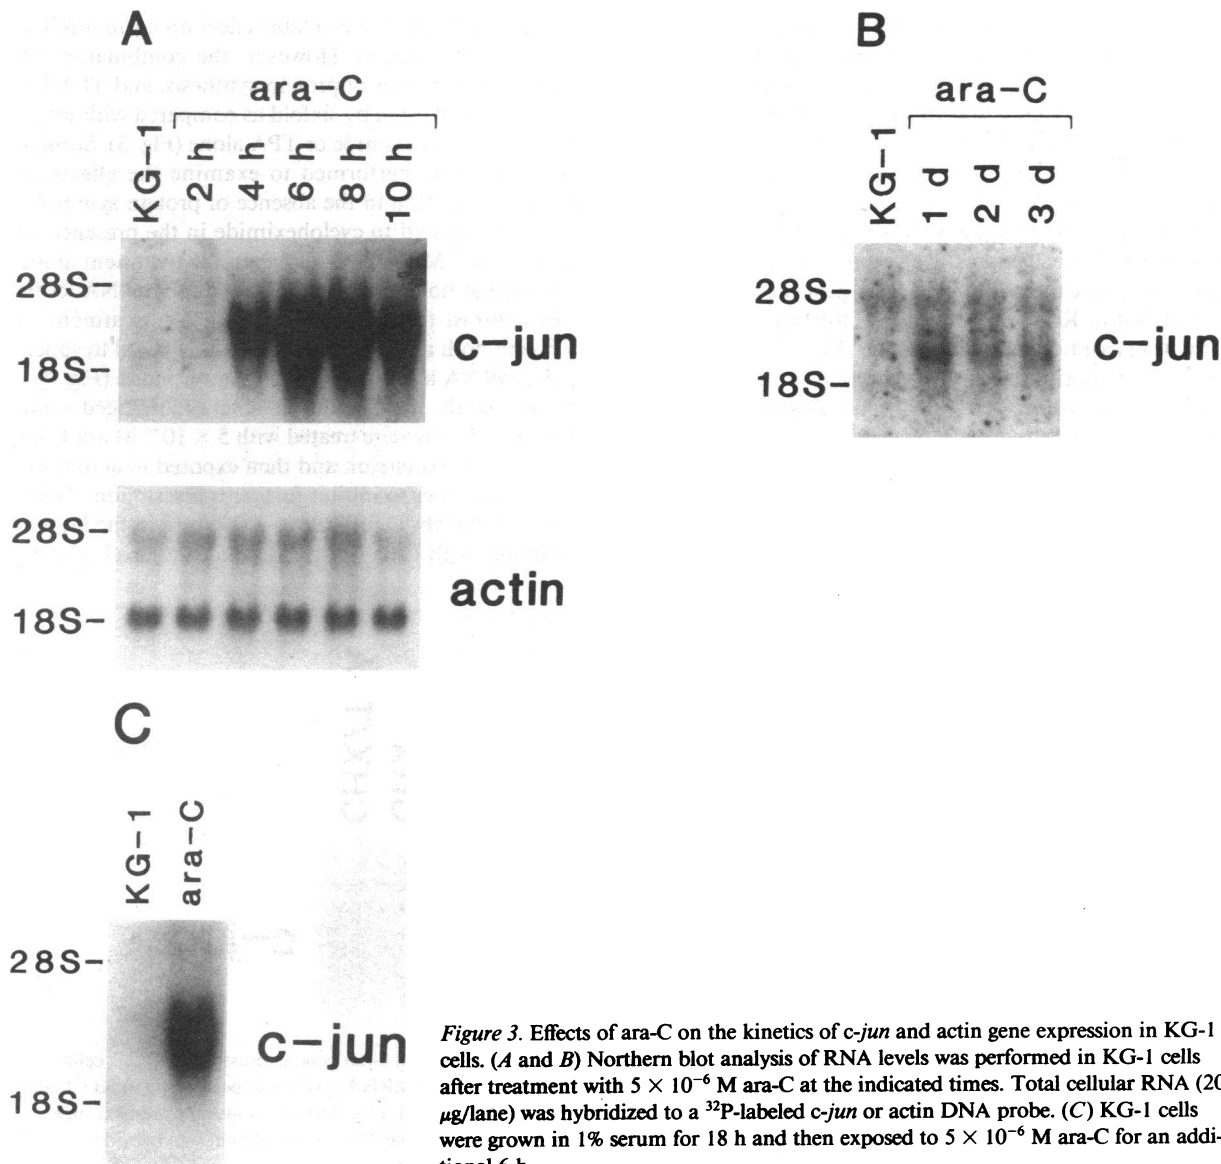 A
ara-C
KG-1
2 h
4 h
6 h
8 h
10 h
28S-
18S-
c-jun
28S-
18S-
actin
B
ara-C
KG-1
1 d
2 d
3 d
28S-
18S-
c-jun
C
KG-1
ara-C
28S-
18S-
c-jun
Figure 3. Effects of ara-C on the kinetics of c-jun and actin gene expression in KG-1
cells. (A and B) Northern blot analysis of RNA levels was performed in KG-1 cells
after treatment with 5 × 10⁻⁶ M ara-C at the indicated times. Total cellular RNA (20
μg/lane) was hybridized to a ³²P-labeled c-jun or actin DNA probe. (C) KG-1 cells
were grown in 1% serum for 18 h and then exposed to 5 × 10⁻⁶ M ara-C for an addi-
tional 6 h